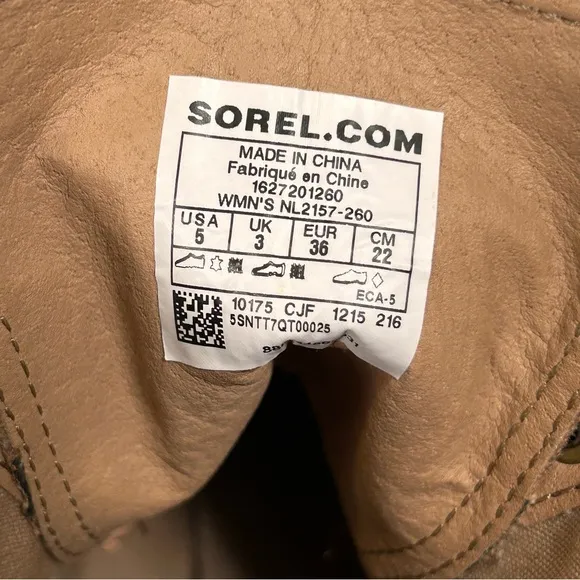 SOREL.COM
MADE IN CHINA
Fabriqué en Chine
1627201260
WMN'S NL2157-260
USA UK EUR CM
5 3 36 22
ECA-5
10175 CJF 1215 216
5SNTT7QT00025